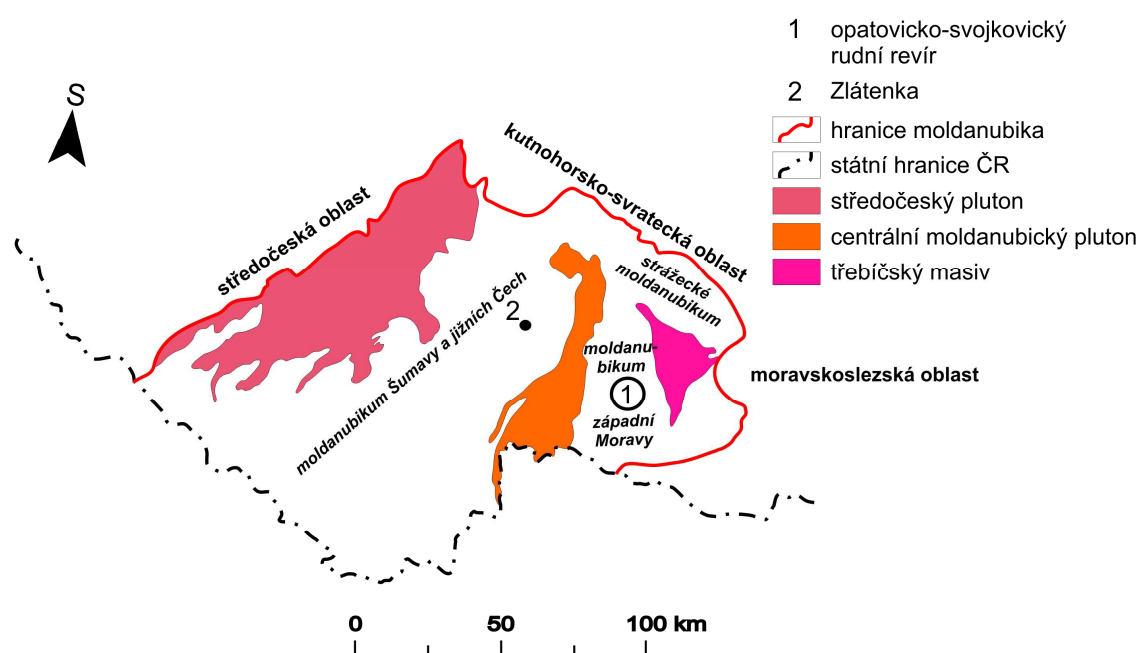 1 opatovicko-svojkovický
rudní revír
2 Zlátenka
hranice moldanubika
státní hranice ČR
středočeský pluton
centrální moldanubický pluton
třebíčský masiv
S
kutnohorsko-svratecká oblast
středočeská oblast
strážecké
moldanubikum
moldanubikum Šumavy a jižních Čech
2
moldanu-
bikum
1
západní
Moravy
moravskoslezská oblast
0 50 100 km